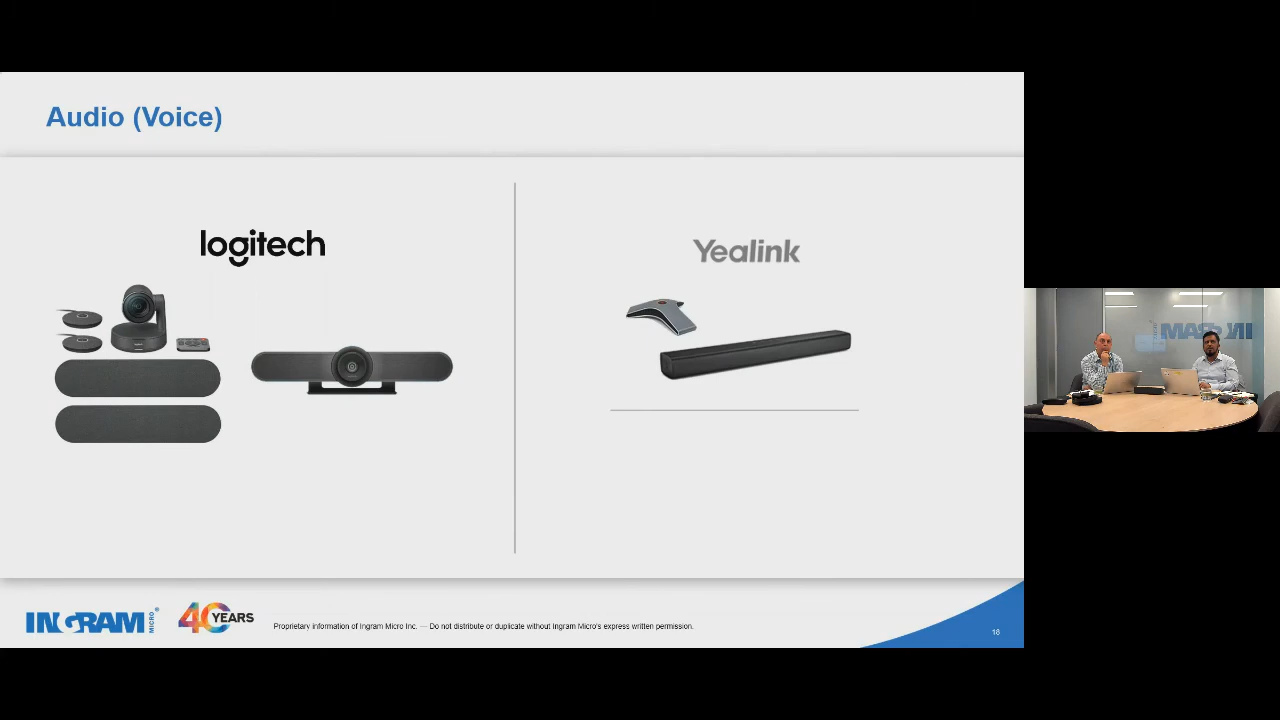 Audio (Voice)
logitech
Yealink
INGRAM MICRO®
40 YEARS
Proprietary information of Ingram Micro Inc. — Do not distribute or duplicate without Ingram Micro's express written permission.
18
INGRAM